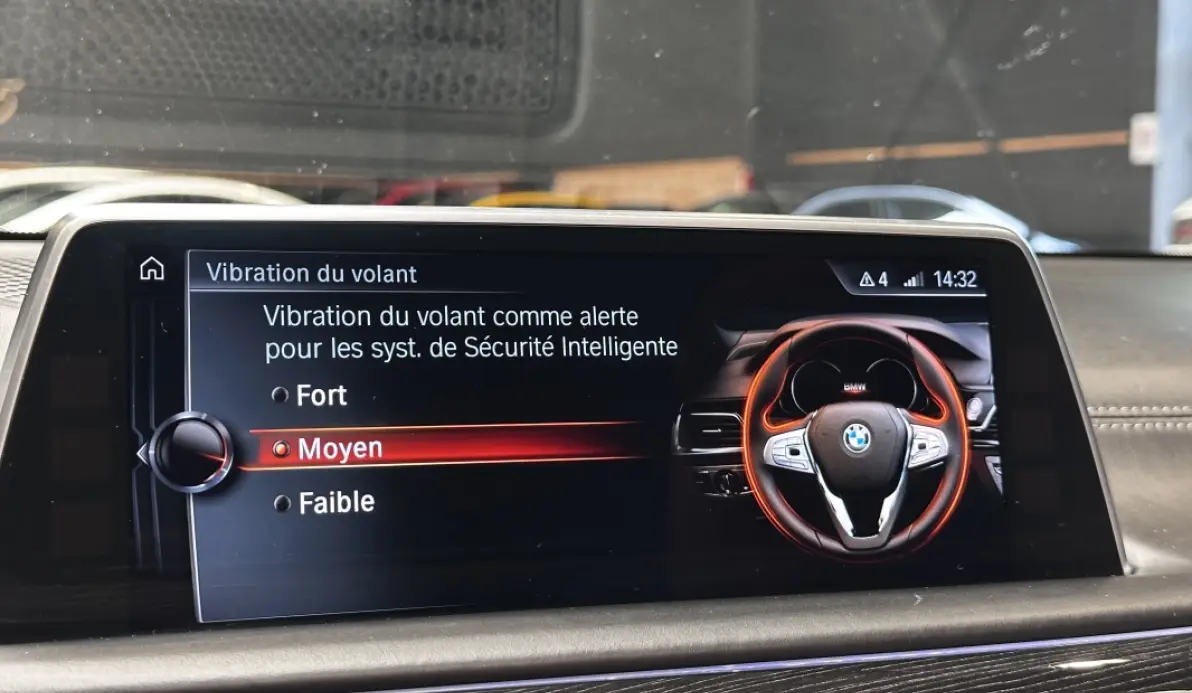 Vibration du volant
4 14:32
Vibration du volant comme alerte
pour les syst. de Sécurité Intelligente
Fort
Moyen
Faible
BMW